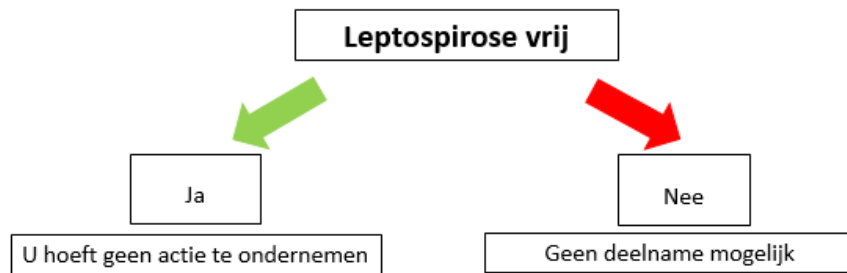 Leptospirose vrij
Ja
Nee
U hoeft geen actie te ondernemen
Geen deelname mogelijk